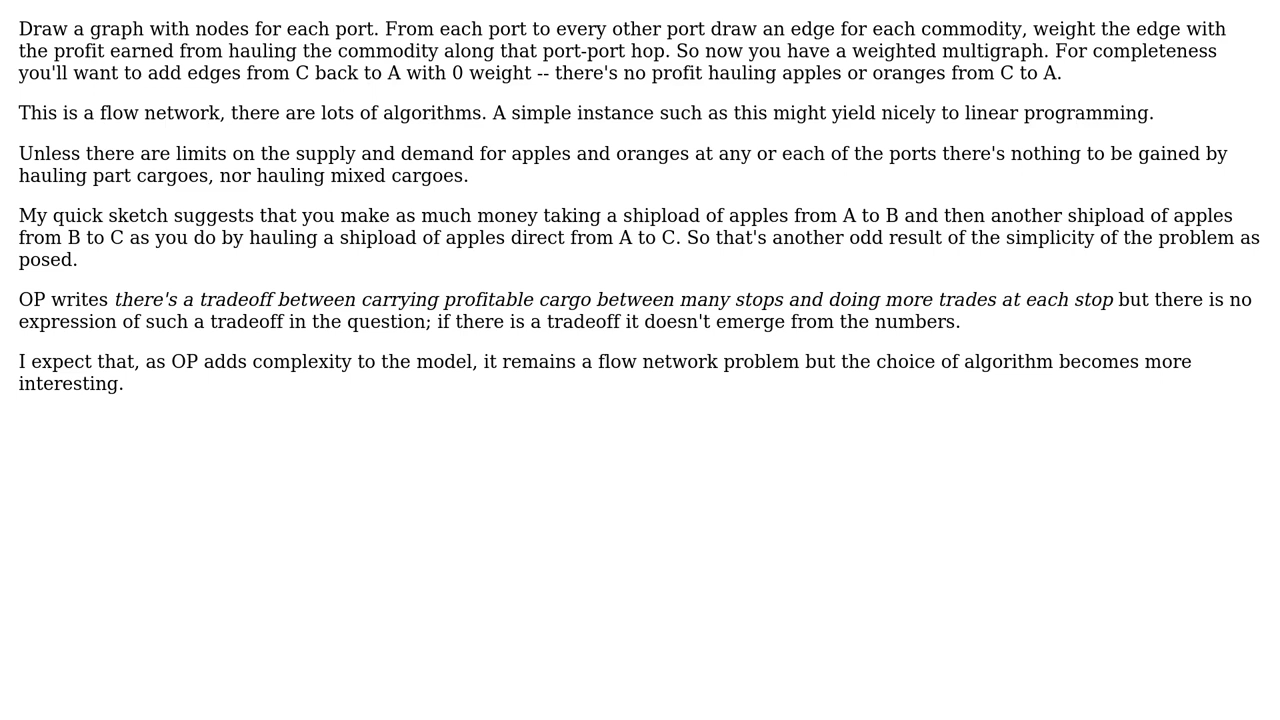 Draw a graph with nodes for each port. From each port to every other port draw an edge for each commodity, weight the edge with
the profit earned from hauling the commodity along that port-port hop. So now you have a weighted multigraph. For completeness
you'll want to add edges from C back to A with 0 weight -- there's no profit hauling apples or oranges from C to A.
This is a flow network, there are lots of algorithms. A simple instance such as this might yield nicely to linear programming.
Unless there are limits on the supply and demand for apples and oranges at any or each of the ports there's nothing to be gained by
hauling part cargoes, nor hauling mixed cargoes.
My quick sketch suggests that you make as much money taking a shipload of apples from A to B and then another shipload of apples
from B to C as you do by hauling a shipload of apples direct from A to C. So that's another odd result of the simplicity of the problem as
posed.
OP writes there's a tradeoff between carrying profitable cargo between many stops and doing more trades at each stop but there is no
expression of such a tradeoff in the question; if there is a tradeoff it doesn't emerge from the numbers.
I expect that, as OP adds complexity to the model, it remains a flow network problem but the choice of algorithm becomes more
interesting.